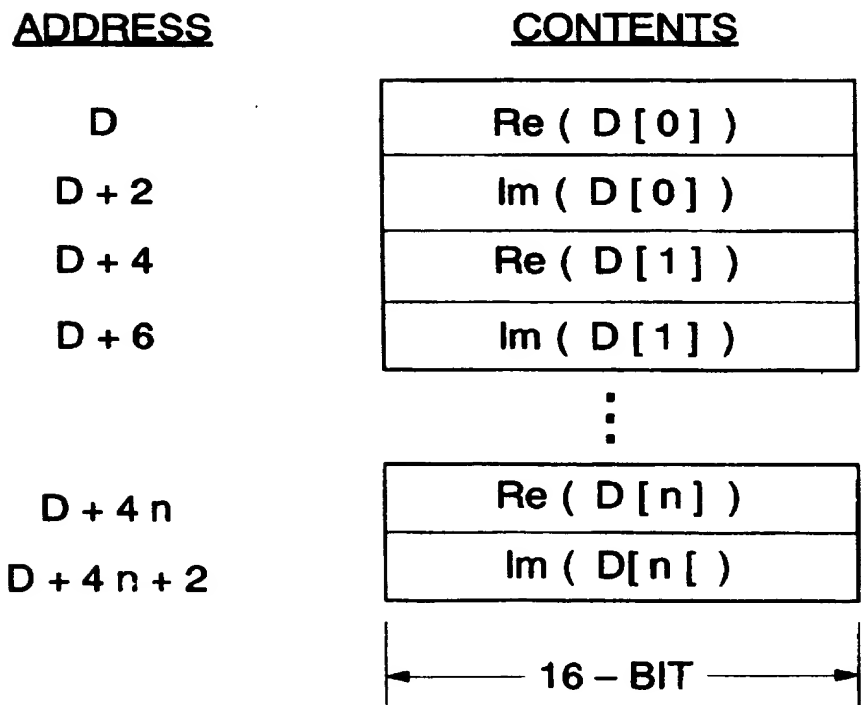 ADDRESS CONTENTS
D Re ( D [ 0 ] )
D + 2 Im ( D [ 0 ] )
D + 4 Re ( D [ 1 ] )
D + 6 Im ( D [ 1 ] )
D + 4 n Re ( D [ n ] )
D + 4 n + 2 Im ( D[ n [ )
16 – BIT